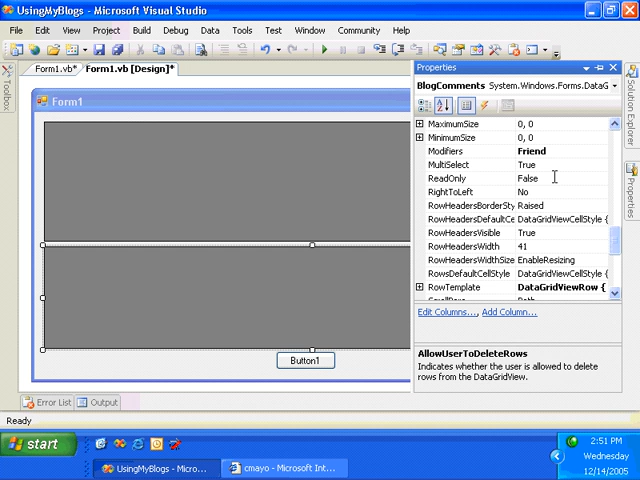 UsingMyBlogs - Microsoft Visual Studio
File Edit View Project Build Debug Data Tools Window Community Help
Form1.vb* Form1.vb [Design]*
Toolbox
Form1
Button1
Properties
BlogComments System.Windows.Forms.DataG
MaximumSize 0, 0
MinimumSize 0, 0
Modifiers Friend
MultiSelect True
ReadOnly False
RightToLeft No
RowHeadersBorderSty Raised
RowHeadersDefaultCe DataGridViewCellStyle {
RowHeadersVisible True
RowHeadersWidth 41
RowHeadersWidthSize EnableResizing
RowsDefaultCellStyle DataGridViewCellStyle {
RowTemplate DataGridViewRow {
Edit Columns..., Add Column...
AllowUserToDeleteRows
Indicates whether the user is allowed to delete
rows from the DataGridView.
Solution Explorer
Properties
Error List Output
Ready
start
UsingMyBlogs - Micro...
cmayo - Microsoft Int...
2:51 PM
Wednesday
12/14/2005